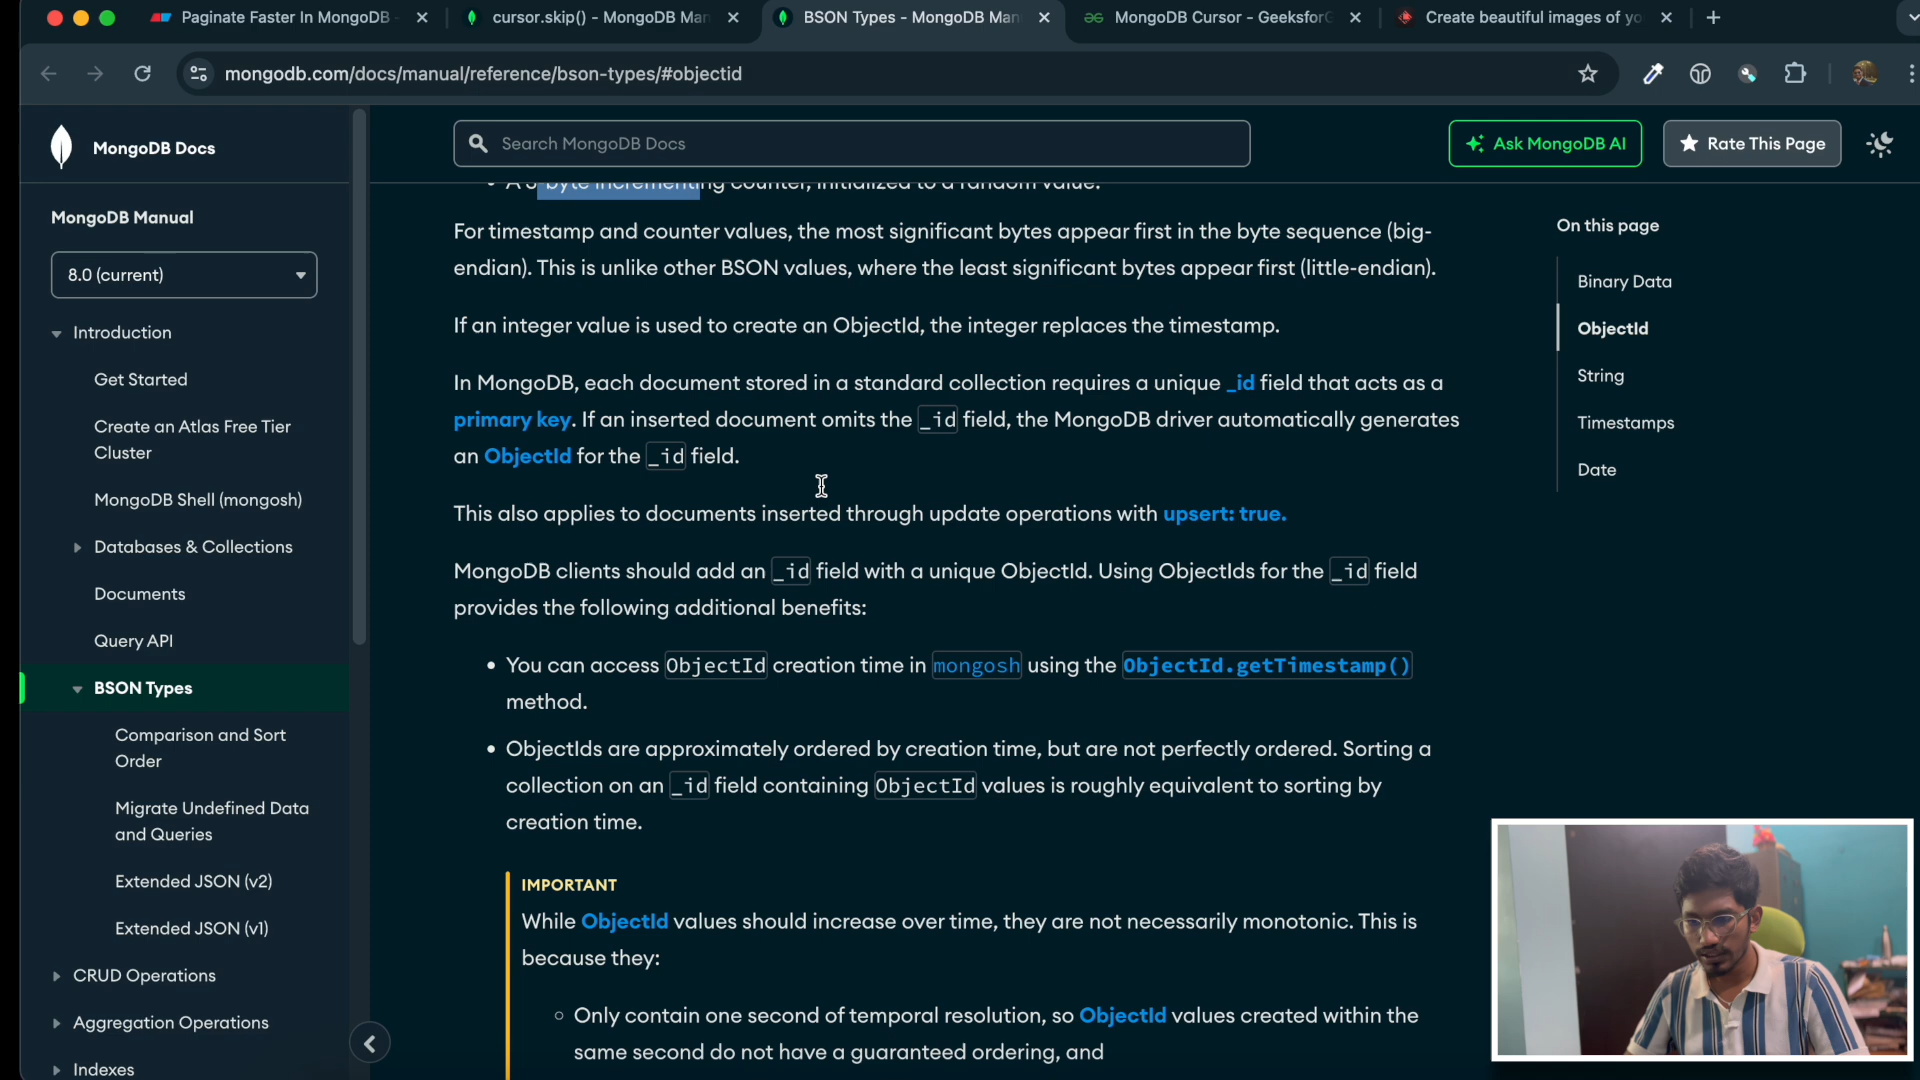 Paginate Faster In MongoDB -
cursor.skip() - MongoDB Man
BSON Types - MongoDB Man
MongoDB Cursor - GeeksforG
Create beautiful images of yo
mongodb.com/docs/manual/reference/bson-types/#objectid
MongoDB Docs
Search MongoDB Docs
Ask MongoDB AI
Rate This Page
MongoDB Manual
8.0 (current)
Introduction
Get Started
Create an Atlas Free Tier
Cluster
MongoDB Shell (mongosh)
Databases & Collections
Documents
Query API
BSON Types
Comparison and Sort
Order
Migrate Undefined Data
and Queries
Extended JSON (v2)
Extended JSON (v1)
CRUD Operations
Aggregation Operations
Indexes
• A 3-byte incrementing counter, initialized to a random value.
For timestamp and counter values, the most significant bytes appear first in the byte sequence (big-
endian). This is unlike other BSON values, where the least significant bytes appear first (little-endian).
If an integer value is used to create an ObjectId, the integer replaces the timestamp.
In MongoDB, each document stored in a standard collection requires a unique _id field that acts as a
primary key. If an inserted document omits the _id field, the MongoDB driver automatically generates
an ObjectId for the _id field.
This also applies to documents inserted through update operations with upsert: true.
MongoDB clients should add an _id field with a unique ObjectId. Using ObjectIds for the _id field
provides the following additional benefits:
• You can access ObjectId creation time in mongosh using the ObjectId.getTimestamp()
method.
• ObjectIds are approximately ordered by creation time, but are not perfectly ordered. Sorting a
collection on an _id field containing ObjectId values is roughly equivalent to sorting by
creation time.
IMPORTANT
While ObjectId values should increase over time, they are not necessarily monotonic. This is
because they:
○ Only contain one second of temporal resolution, so ObjectId values created within the
same second do not have a guaranteed ordering, and
On this page
Binary Data
ObjectId
String
Timestamps
Date